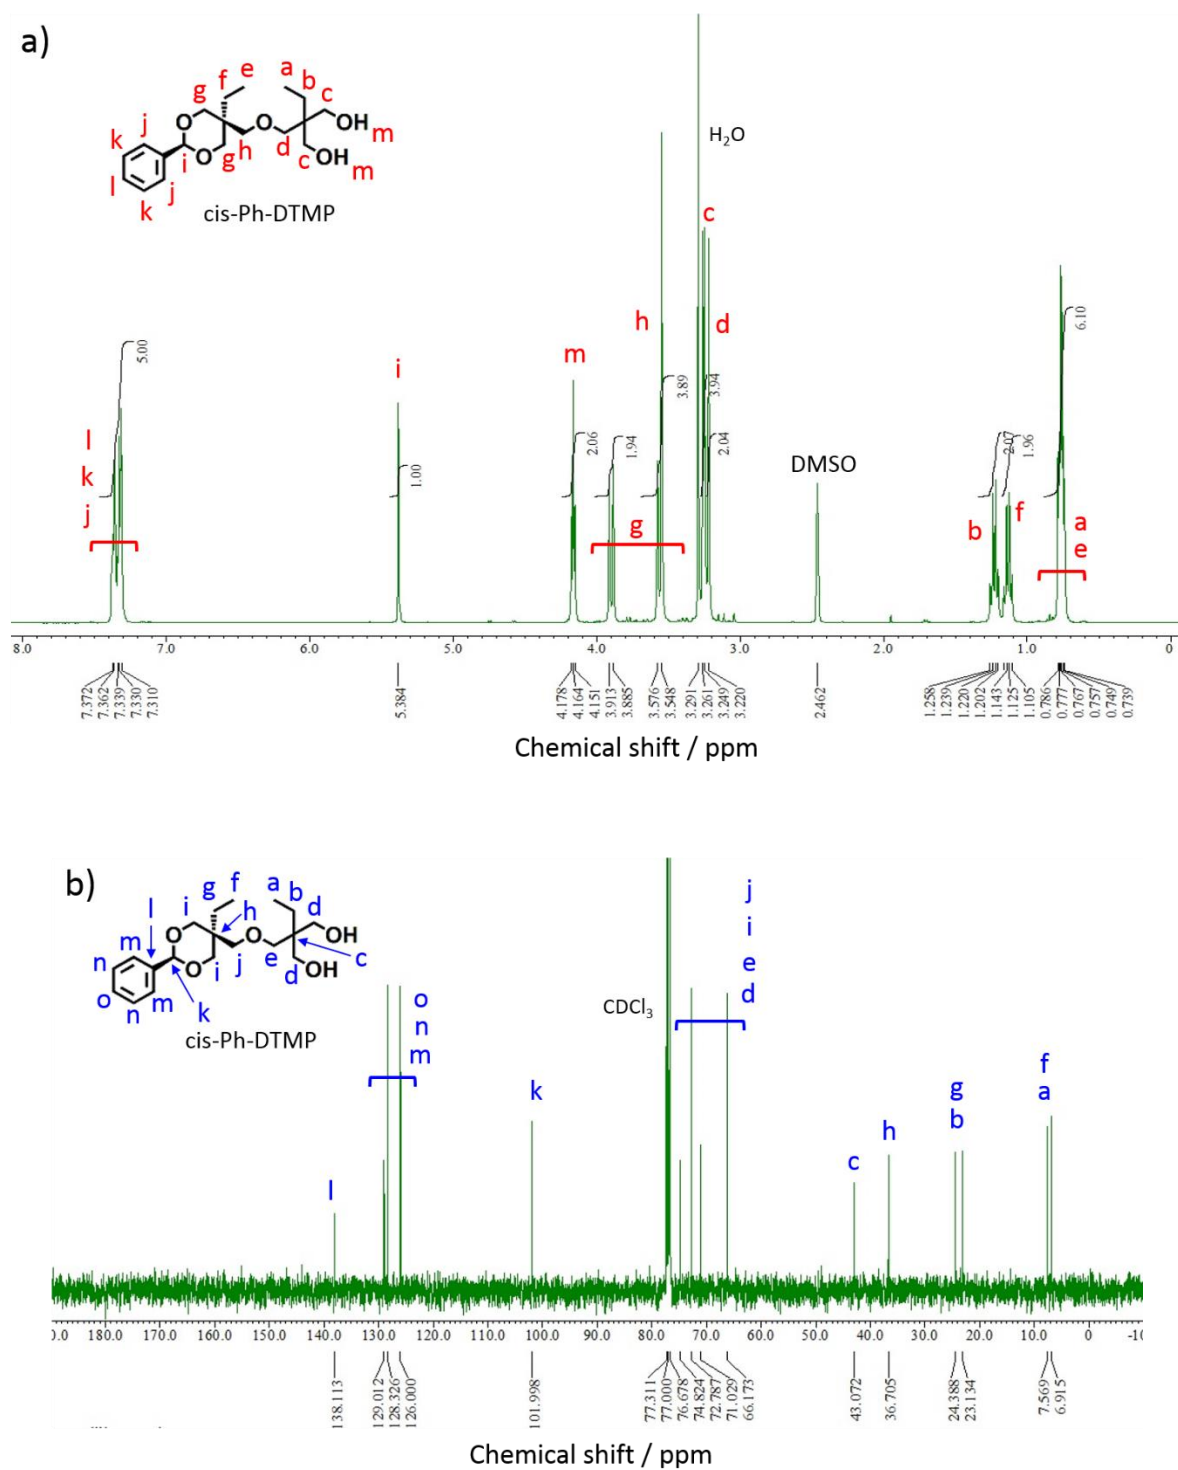 a)
e
a
f
b
g
c
O
O
OH
m
j
k
d
i
O
h
g
c
OH
m
l
k
j
cis-Ph-DTMP
H2O
c
h
d
m
i
l
k
j
DMSO
g
b
f
a
e
5.00
1.00
2.06
1.94
3.89
3.94
2.04
2.07
1.96
6.10
8.0 7.0 6.0 5.0 4.0 3.0 2.0 1.0 0
7.372
7.362
7.339
7.330
7.310
5.384
4.178
4.164
4.151
3.913
3.885
3.576
3.548
3.291
3.261
3.249
3.220
2.462
1.258
1.239
1.220
1.202
1.143
1.125
1.105
0.786
0.777
0.767
0.757
0.749
0.739
Chemical shift / ppm
b)
g
f
a
b
l
i
h
d
O
O
OH
m
n
c
O
i
j
e
d
OH
o
n
m
k
cis-Ph-DTMP
j
i
e
d
CDCl3
o
n
m
k
l
g
b
f
a
h
c
0.0 180.0 170.0 160.0 150.0 140.0 130.0 120.0 110.0 100.0 90.0 80.0 70.0 60.0 50.0 40.0 30.0 20.0 10.0 0 -10
138.113
129.012
128.326
126.000
101.998
77.311
77.000
76.678
74.824
72.787
71.029
66.173
43.072
36.705
24.388
23.134
7.569
6.915
Chemical shift / ppm